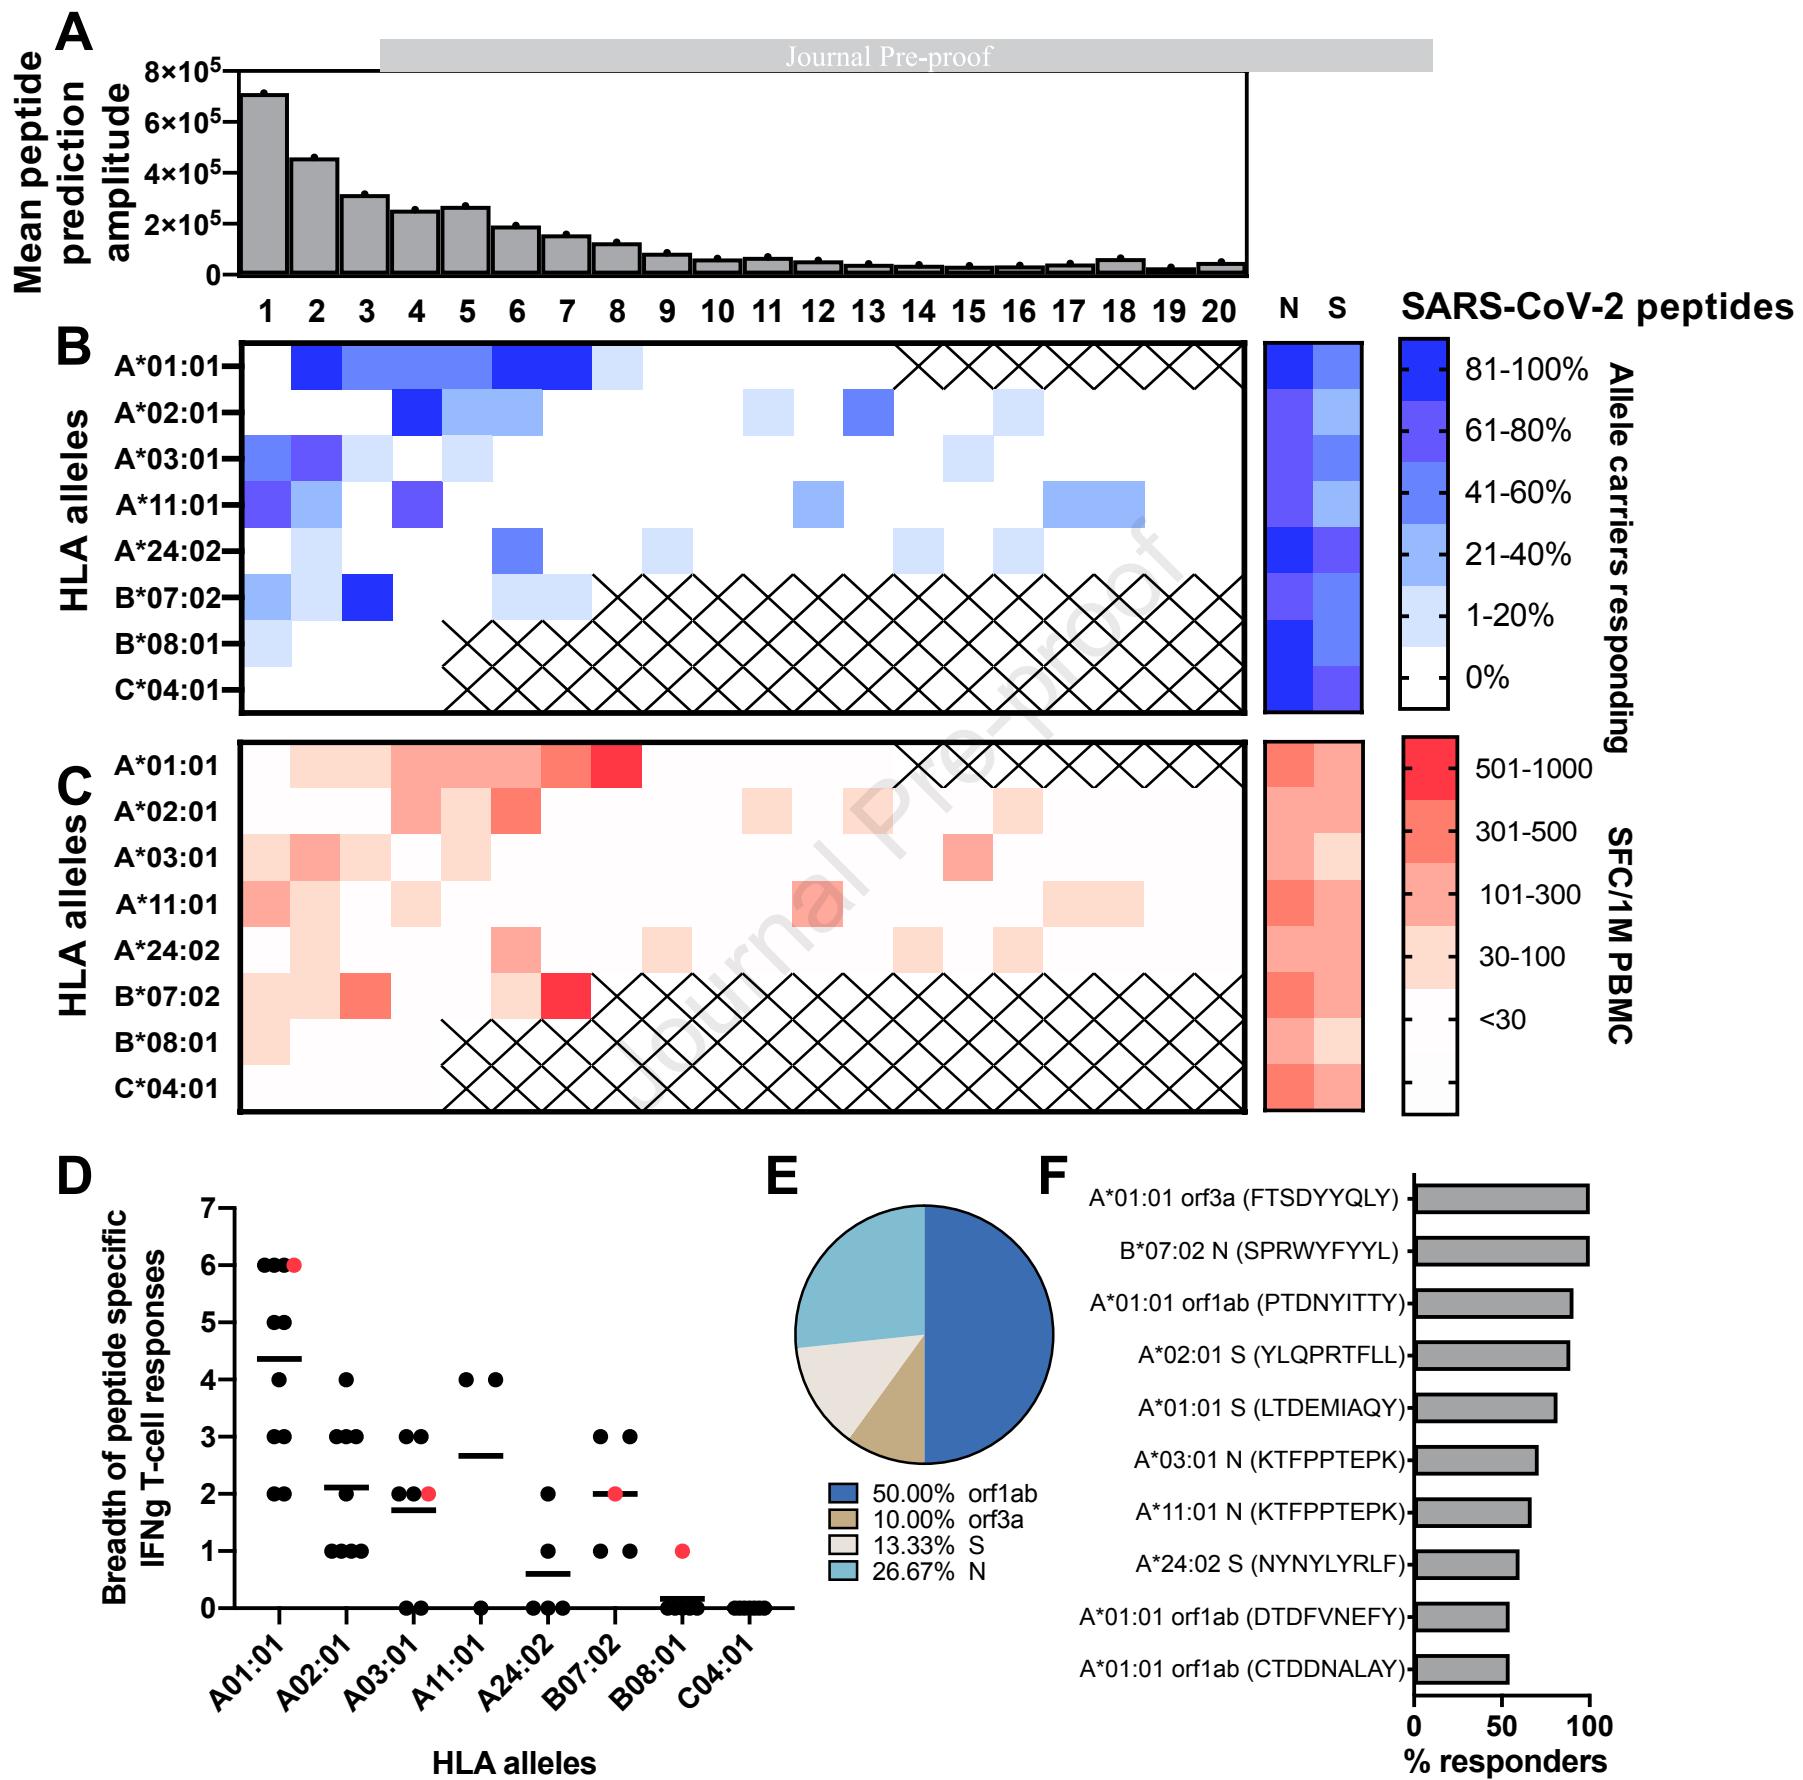 A
Journal Pre-proof
Mean peptide
prediction
amplitude
8×10⁵
6×10⁵
4×10⁵
2×10⁵
0
1 2 3 4 5 6 7 8 9 10 11 12 13 14 15 16 17 18 19 20
N S
SARS-CoV-2 peptides
B
HLA alleles
A*01:01
A*02:01
A*03:01
A*11:01
A*24:02
B*07:02
B*08:01
C*04:01
81-100%
61-80%
41-60%
21-40%
1-20%
0%
Allele carriers responding
C
HLA alleles
A*01:01
A*02:01
A*03:01
A*11:01
A*24:02
B*07:02
B*08:01
C*04:01
501-1000
301-500
101-300
30-100
<30
SFC/1M PBMC
Journal Pre-proof
D
Breadth of peptide specific
IFNg T-cell responses
7
6
5
4
3
2
1
0
A01:01
A02:01
A03:01
A11:01
A24:02
B07:02
B08:01
C04:01
HLA alleles
E
50.00% orf1ab
10.00% orf3a
13.33% S
26.67% N
F
A*01:01 orf3a (FTSDYYQLY)
B*07:02 N (SPRWYFYYL)
A*01:01 orf1ab (PTDNYITTY)
A*02:01 S (YLQPRTFLL)
A*01:01 S (LTDEMIAQY)
A*03:01 N (KTFPPTEPK)
A*11:01 N (KTFPPTEPK)
A*24:02 S (NYNYLYRLF)
A*01:01 orf1ab (DTDFVNEFY)
A*01:01 orf1ab (CTDDNALAY)
0 50 100
% responders